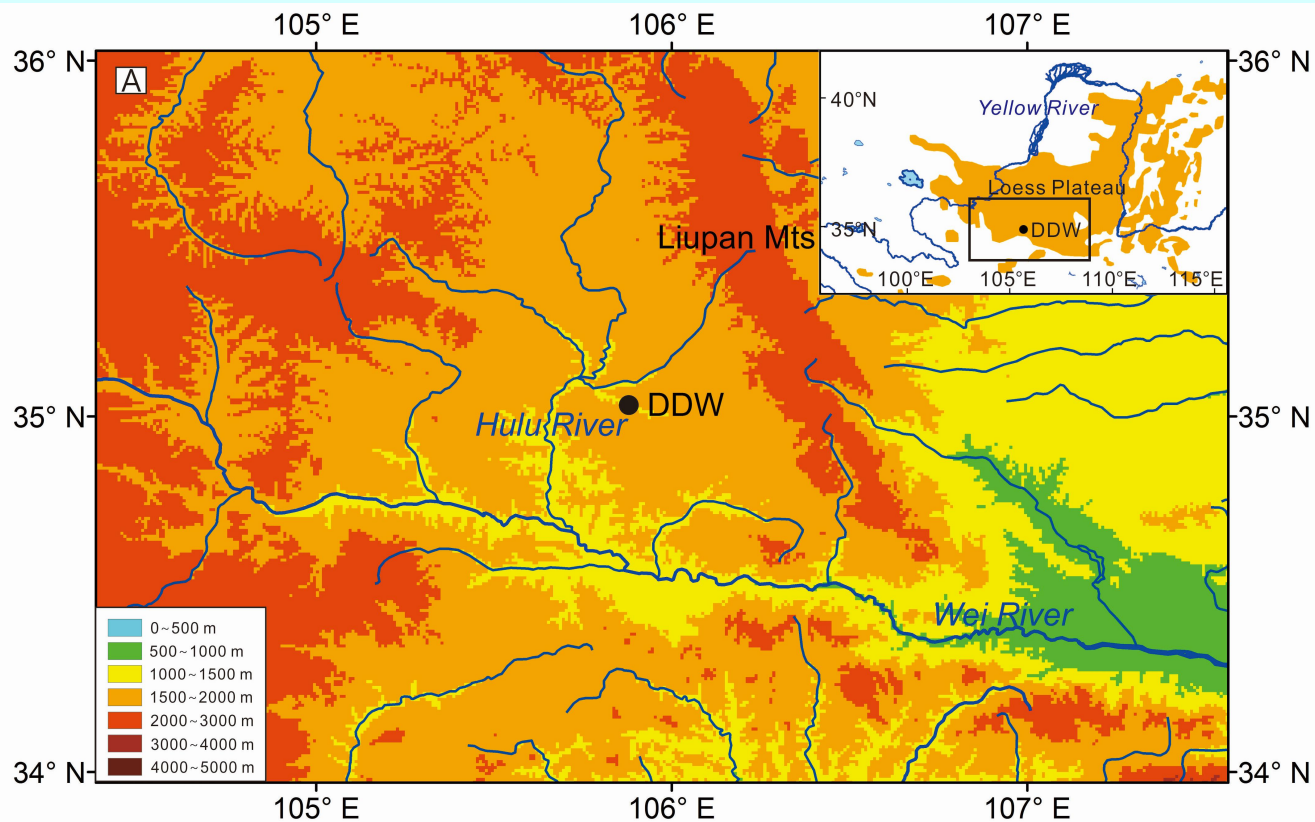 105° E 106° E 107° E
36° N 36° N
A
40°N
Yellow River
Loess Plateau
35°N DDW
100°E 105°E 110°E 115°E
Liupan Mts
35° N DDW 35° N
Hulu River
Wei River
0~500 m
500~1000 m
1000~1500 m
1500~2000 m
2000~3000 m
3000~4000 m
4000~5000 m
34° N 34° N
105° E 106° E 107° E